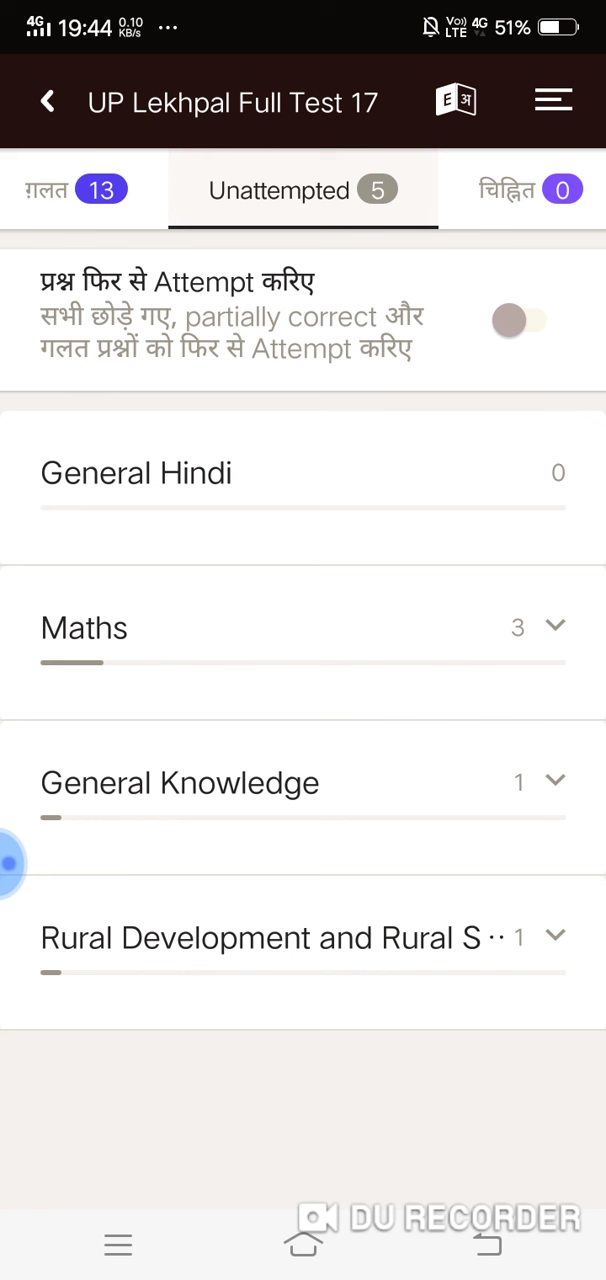 4G 19:44 0.10 KB/s ... Vo)) LTE 4G 51%
UP Lekhpal Full Test 17 E अ
ग़लत 13 Unattempted 5 चिह्नित 0
प्रश्न फिर से Attempt करिए
सभी छोड़े गए, partially correct और
गलत प्रश्नों को फिर से Attempt करिए
General Hindi 0
Maths 3
General Knowledge 1
Rural Development and Rural S ·· 1
DU RECORDER